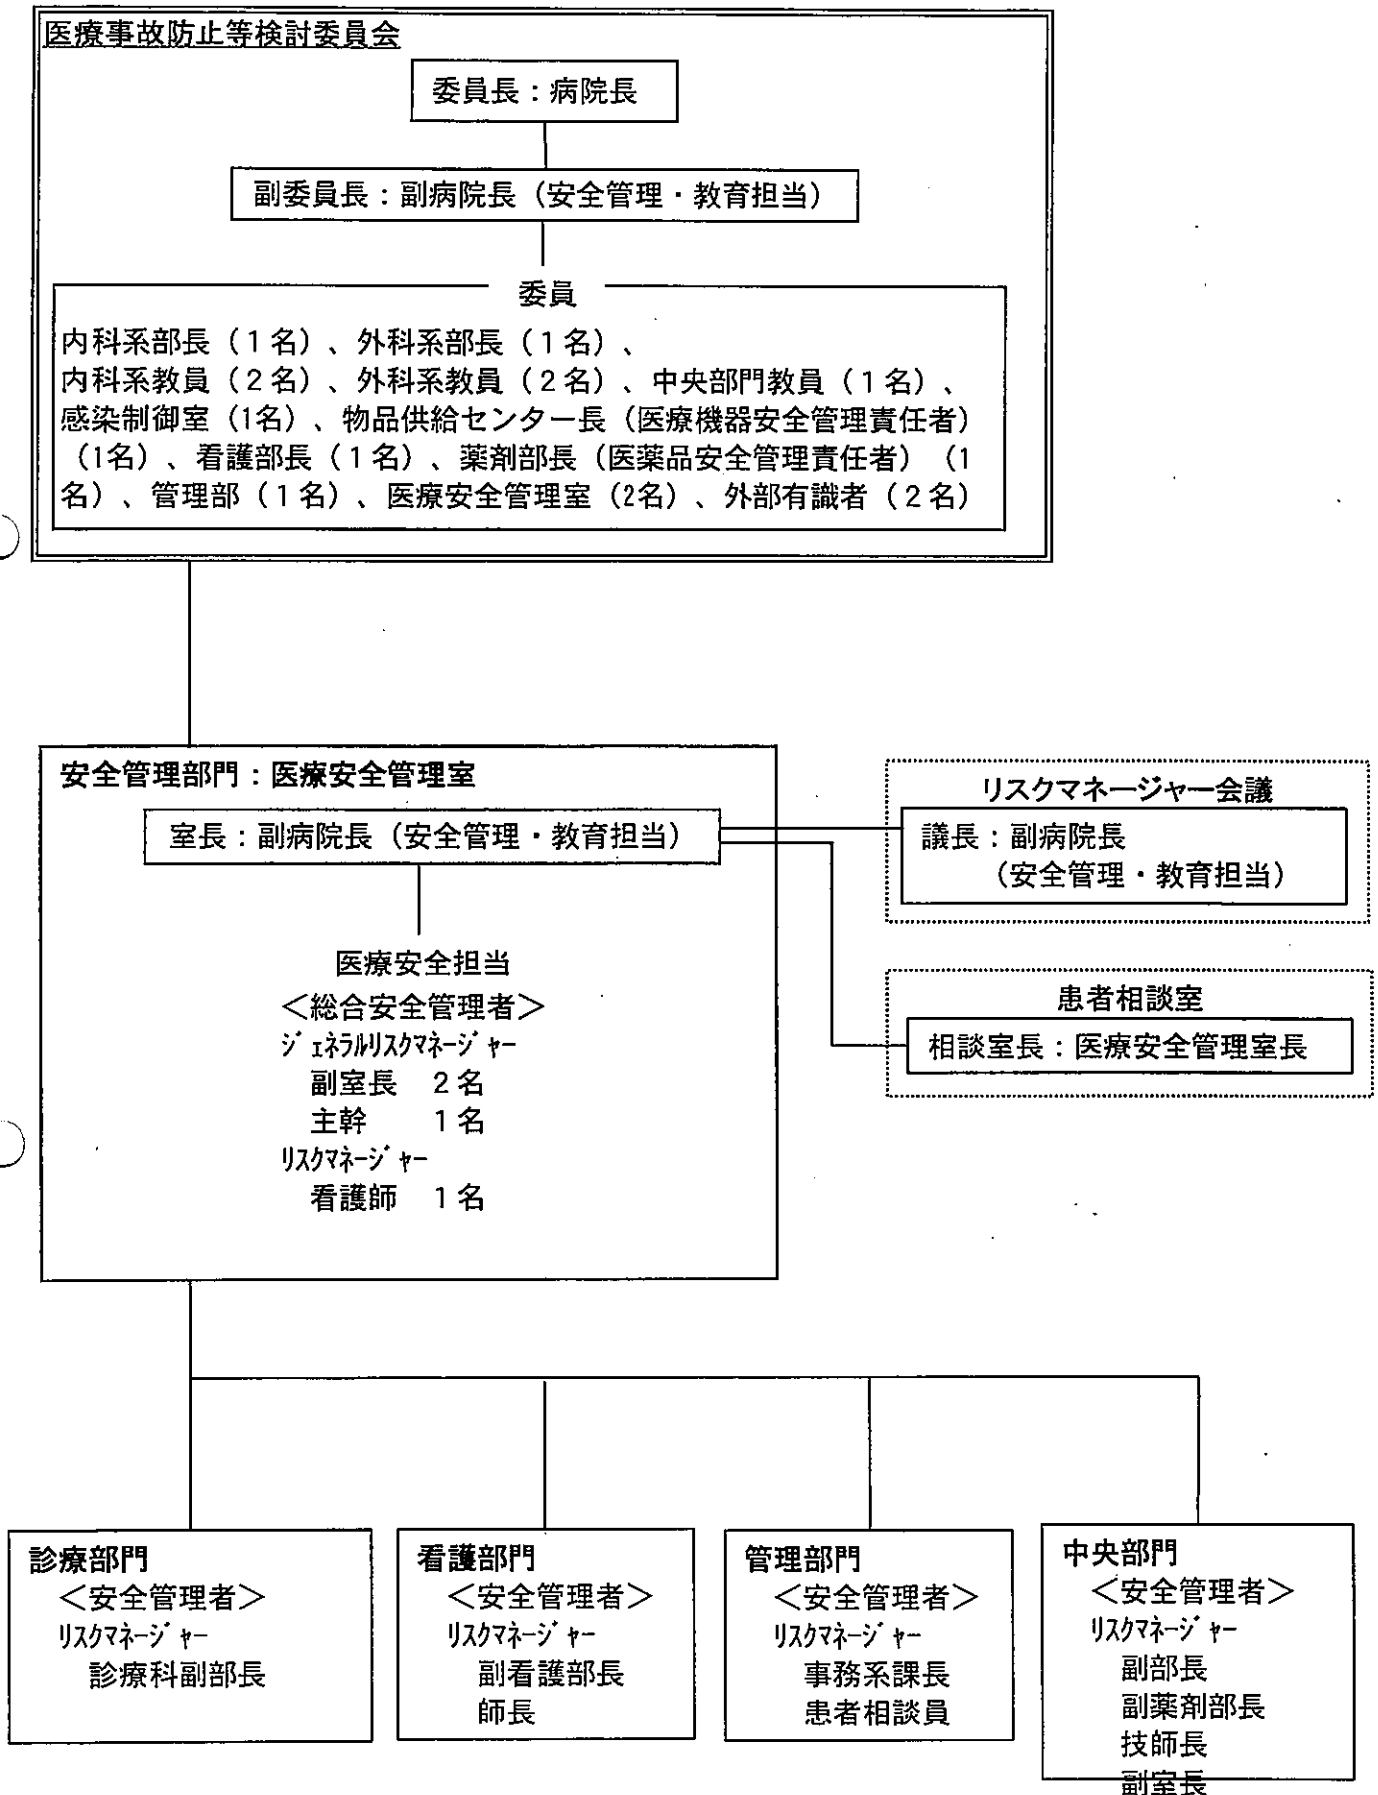 医療事故防止等検討委員会
委員長：病院長
副委員長：副病院長（安全管理・教育担当）
委員
内科系部長（１名）、外科系部長（１名）、
内科系教員（２名）、外科系教員（２名）、中央部門教員（１名）、
感染制御室（1名）、物品供給センター長（医療機器安全管理責任者）
（1名）、看護部長（１名）、薬剤部長（医薬品安全管理責任者）（1
名）、管理部（１名）、医療安全管理室（2名）、外部有識者（２名）
安全管理部門：医療安全管理室
室長：副病院長（安全管理・教育担当）
医療安全担当
＜総合安全管理者＞
ｼﾞｪﾈﾗﾙﾘｽｸﾏﾈｰｼﾞｬｰ
副室長　２名
主幹　　１名
ﾘｽｸﾏﾈｰｼﾞｬｰ
看護師　１名
リスクマネージャー会議
議長：副病院長
（安全管理・教育担当）
患者相談室
相談室長：医療安全管理室長
診療部門
＜安全管理者＞
ﾘｽｸﾏﾈｰｼﾞｬｰ
診療科副部長
看護部門
＜安全管理者＞
ﾘｽｸﾏﾈｰｼﾞｬｰ
副看護部長
師長
管理部門
＜安全管理者＞
ﾘｽｸﾏﾈｰｼﾞｬｰ
事務系課長
患者相談員
中央部門
＜安全管理者＞
ﾘｽｸﾏﾈｰｼﾞｬｰ
副部長
副薬剤部長
技師長
副室長